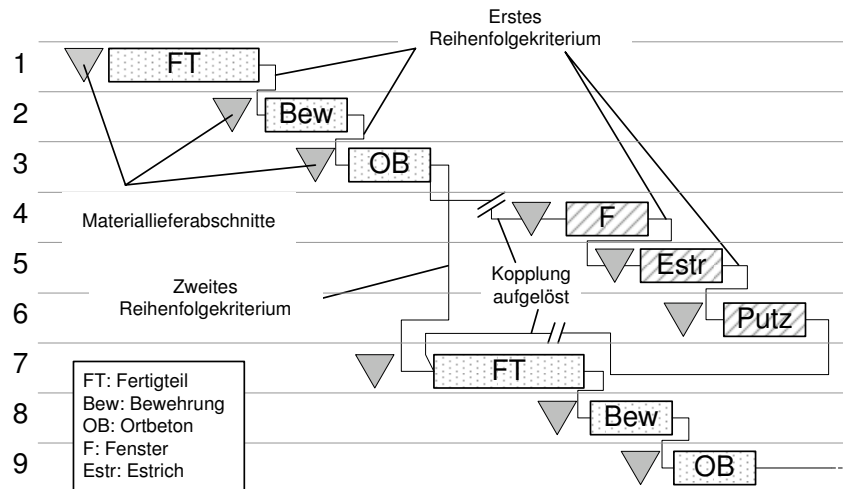 Erstes
Reihenfolgekriterium
1
FT
2
Bew
3
OB
4
F
Materiallieferabschnitte
5
Estr
Kopplung
aufgelöst
Zweites
Reihenfolgekriterium
6
Putz
7
FT
FT: Fertigteil
Bew: Bewehrung
OB: Ortbeton
F: Fenster
Estr: Estrich
8
Bew
9
OB